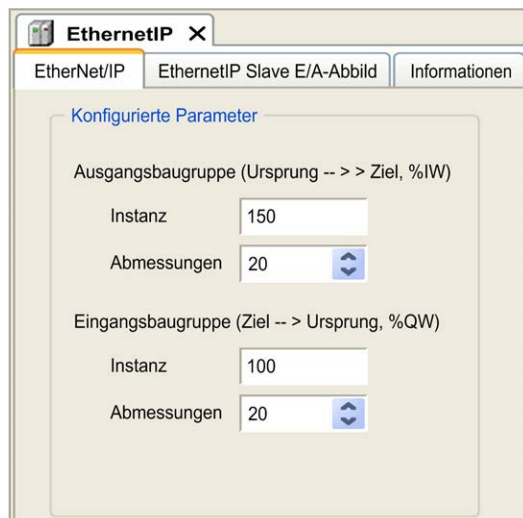 EthernetIP X
EtherNet/IP EthernetIP Slave E/A-Abbild Informationen
Konfigurierte Parameter
Ausgangsbaugruppe (Ursprung -- > > Ziel, %IW)
Instanz 150
Abmessungen 20
Eingangsbaugruppe (Ziel -- > Ursprung, %QW)
Instanz 100
Abmessungen 20